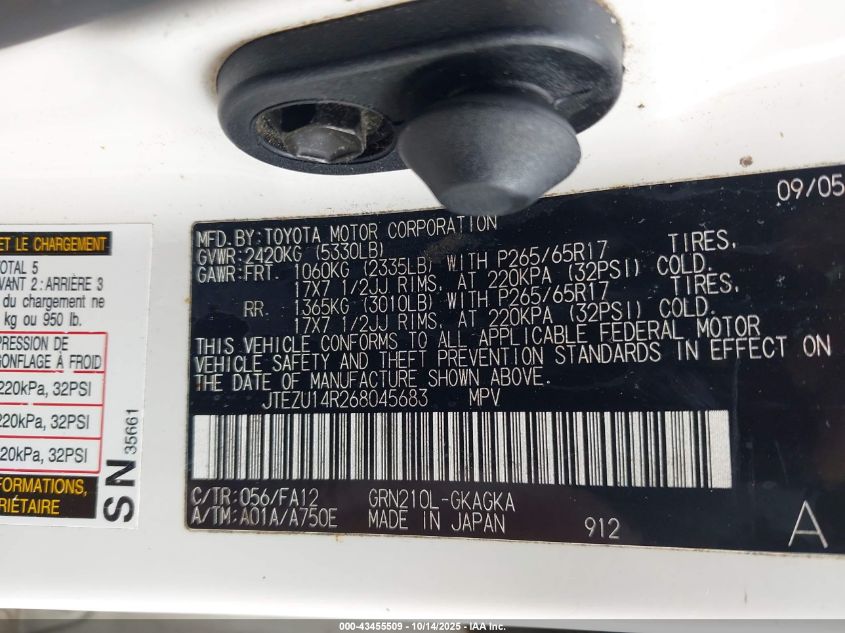 09/05
MFD.BY:TOYOTA MOTOR CORPORATION
GVWR:2420KG (5330LB)
GAWR:FRT. 1060KG (2335LB) WITH P265/65R17 TIRES,
17X7 1/2JJ RIMS, AT 220KPA (32PSI) COLD.
RR. 1365KG (3010LB) WITH P265/65R17 TIRES,
17X7 1/2JJ RIMS, AT 220KPA (32PSI) COLD.
THIS VEHICLE CONFORMS TO ALL APPLICABLE FEDERAL MOTOR
VEHICLE SAFETY AND THEFT PREVENTION STANDARDS IN EFFECT ON
THE DATE OF MANUFACTURE SHOWN ABOVE.
JTEZU14R268045683 MPV
C/TR:056/FA12 GRN210L-GKAGKA
A/TM:A01A/A750E MADE IN JAPAN 912 A
ET LE CHARGEMENT
TOTAL 5
AVANT 2: ARRIÈRE 3
du chargement ne
kg ou 950 lb.
PRESSION DE
GONFLAGE À FROID
220kPa, 32PSI
220kPa, 32PSI
220kPa, 32PSI
SN 35661
000-43455509 | 10/14/2025 | IAA Inc.